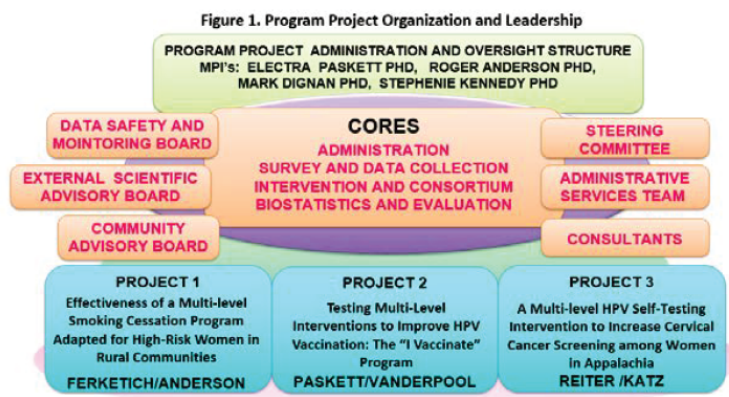 Figure 1. Program Project Organization and Leadership
PROGRAM PROJECT ADMINISTRATION AND OVERSIGHT STRUCTURE
MPI's: ELECTRA PASKETT PHD, ROGER ANDERSON PHD,
MARK DIGNAN PHD, STEPHENIE KENNEDY PHD
DATA SAFETY AND
MOINTORING BOARD
EXTERNAL SCIENTIFIC
ADVISORY BOARD
COMMUNITY
ADVISORY BOARD
CORES
ADMINISTRATION
SURVEY AND DATA COLLECTION
INTERVENTION AND CONSORTIUM
BIOSTATISTICS AND EVALUATION
STEERING
COMMITTEE
ADMINISTRATIVE
SERVICES TEAM
CONSULTANTS
PROJECT 1
Effectiveness of a Multi-level
Smoking Cessation Program
Adapted for High-Risk Women in
Rural Communities
FERKETICH/ANDERSON
PROJECT 2
Testing Multi-Level
Interventions to Improve HPV
Vaccination: The “I Vaccinate”
Program
PASKETT/VANDERPOOL
PROJECT 3
A Multi-level HPV Self-Testing
Intervention to Increase Cervical
Cancer Screening among Women
in Appalachia
REITER /KATZ